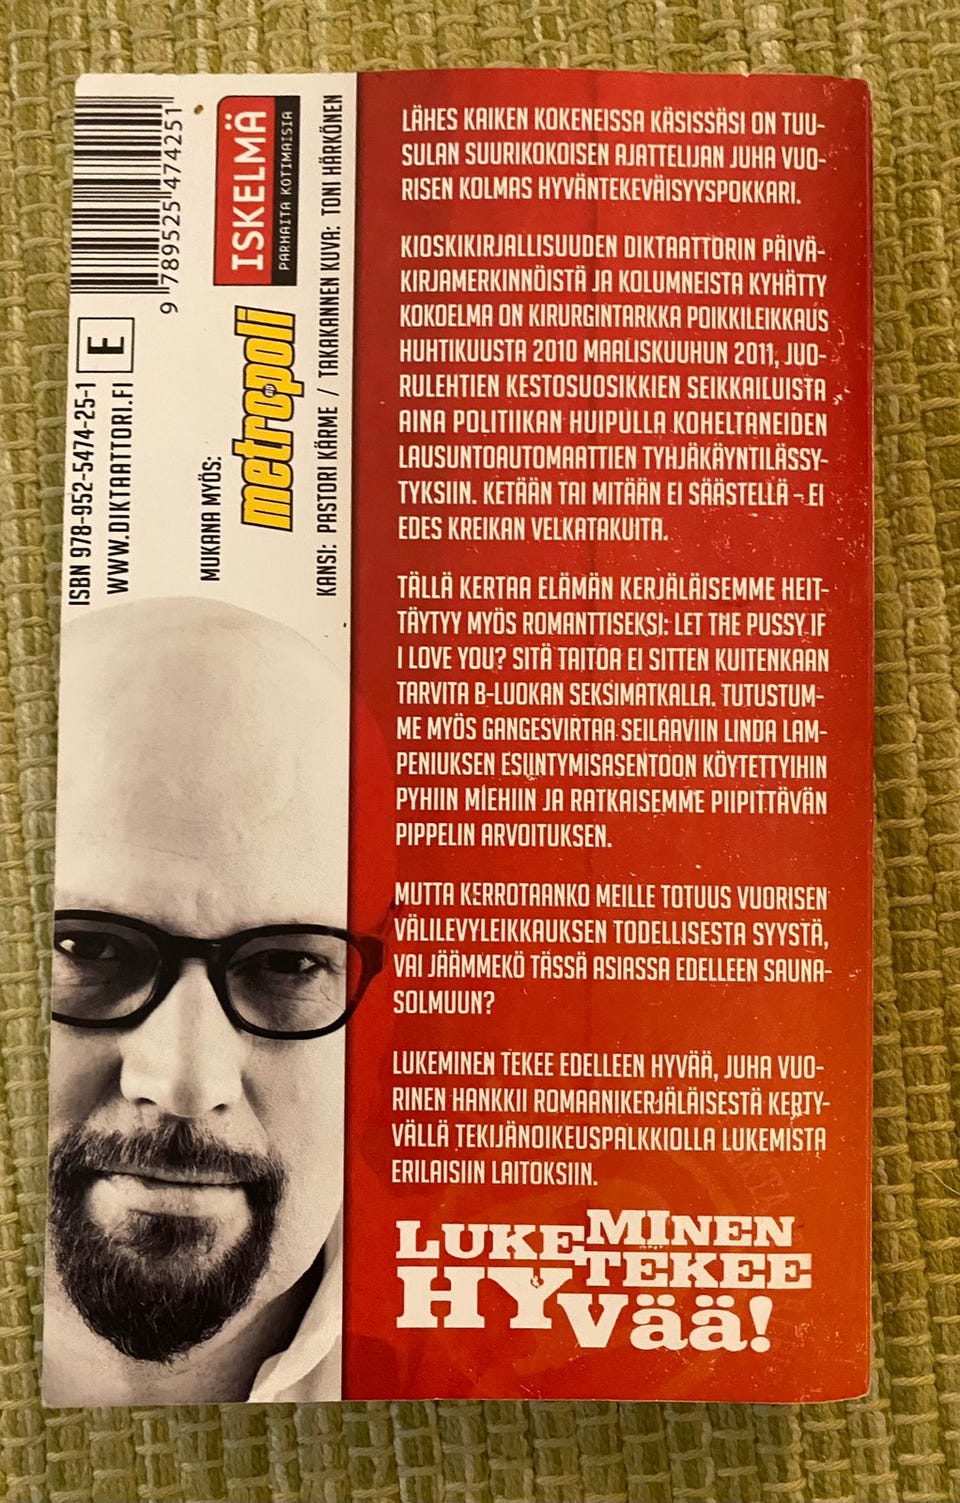 LÄHES KAIKEN KOKENEISSA KÄSISSÄSI ON TUU-
SULAN SUURIKOKOISEN AJATTELIJAN JUHA VUO-
RISEN KOLMAS HYVÄNTEKEVÄISYYSPOKKARI.
KIOSKIKIRJALLISUUDEN DIKTAATTORIN PÄIVÄ-
KIRJAMERKINNÖISTÄ JA KOLUMNEISTA KYHÄTTY
KOKOELMA ON KIRURGINTARKKA POIKKILEIKKAUS
HUHTIKUUSTA 2010 MAALISKUUHUN 2011, JUO-
RULEHTIEN KESTOSUOSIKKIEN SEIKKAILUISTA
AINA POLITIIKAN HUIPULLA KOHELTANEIDEN
LAUSUNTOAUTOMAATTIEN TYHJÄKÄYNTILÄSSY-
TYKSIIN. KETÄÄN TAI MITÄÄN EI SÄÄSTELLÄ – EI
EDES KREIKAN VELKATAKUITA.
TÄLLÄ KERTAA ELÄMÄN KERJÄLÄISEMME HEIT-
TÄYTYY MYÖS ROMANTTISEKSI: LET THE PUSSY IF
I LOVE YOU? SITÄ TAITOA EI SITTEN KUITENKAAN
TARVITA B-LUOKAN SEKSIMATKALLA. TUTUSTUM-
ME MYÖS GANGESVIRTAA SEILAAVIIN LINDA LAM-
PENIUKSEN ESIINTYMISASENTOON KÖYTETTYIHIN
PYHIIN MIEHIIN JA RATKAISEMME PIIPITTÄVÄN
PIPPELIN ARVOITUKSEN.
MUTTA KERROTAANKO MEILLE TOTUUS VUORISEN
VÄLILEVYLEIKKAUKSEN TODELLISESTA SYYSTÄ,
VAI JÄÄMMEKÖ TÄSSÄ ASIASSA EDELLEEN SAUNA-
SOLMUUN?
LUKEMINEN TEKEE EDELLEEN HYVÄÄ, JUHA VUO-
RINEN HANKKII ROMAANIKERJÄLÄISESTÄ KERTY-
VÄLLÄ TEKIJÄNOIKEUSPALKKIOLLA LUKEMISTA
ERILAISIIN LAITOKSIIN.
LUKEMINEN
TEKEE
HYVÄÄ!
ISBN 978-952-5474-25-1
WWW.DIKTAATTORI.FI
E
9 789525 474251
MUKANA MYÖS:
metropoli
ISKELMÄ
PARHAITA KOTIMAISIA
KANSI: PASTORI KÄRME / TAKAKANNEN KUVA: TONI HÄRKÖNEN